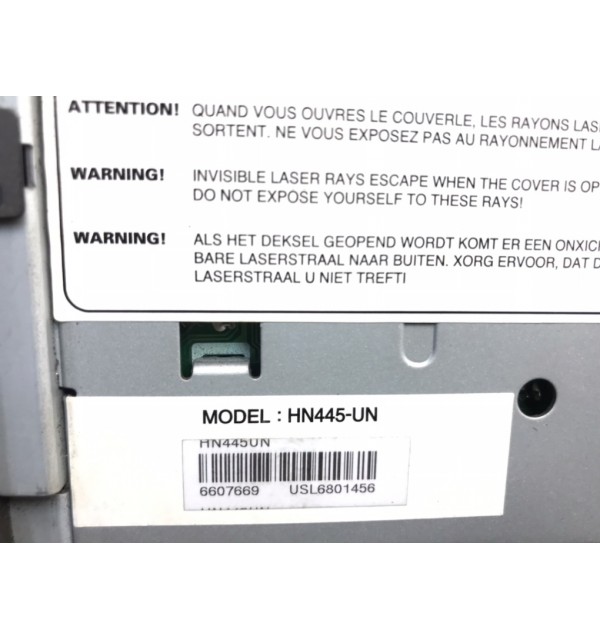 ATTENTION! QUAND VOUS OUVRES LE COUVERLE, LES RAYONS LAS
SORTENT. NE VOUS EXPOSEZ PAS AU RAYONNEMENT LA
WARNING! INVISIBLE LASER RAYS ESCAPE WHEN THE COVER IS OP
DO NOT EXPOSE YOURSELF TO THESE RAYS!
WARNING! ALS HET DEKSEL GEOPEND WORDT KOMT ER EEN ONXICH
BARE LASERSTRAAL NAAR BUITEN. XORG ERVOOR, DAT D
LASERSTRAAL U NIET TREFTI
MODEL : HN445-UN
HN445UN
6607669 USL6801456